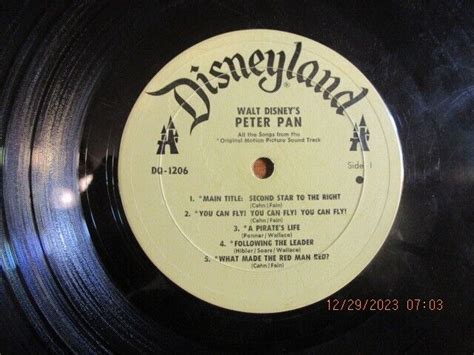 Disneyland
®
WALT DISNEY'S
PETER PAN
All the Songs from the
*Original Motion Picture Sound Track
DQ-1206
Side 1
1. *MAIN TITLE: SECOND STAR TO THE RIGHT
(Cahn/Fain)
2. *YOU CAN FLY! YOU CAN FLY! YOU CAN FLY!
(Cahn/Fain)
3. *A PIRATE'S LIFE
(Penner/Wallace)
4. *FOLLOWING THE LEADER
(Hibler/Sears/Wallace)
5. *WHAT MADE THE RED MAN RED?
(Cahn/Fain)
12/29/2023 07:03